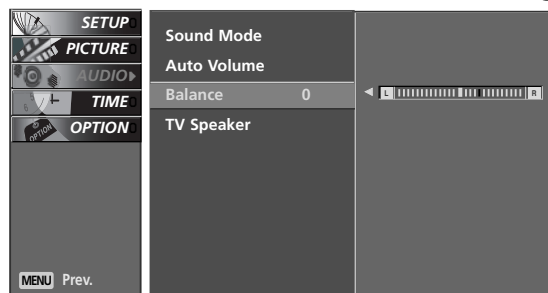 SETUP
PICTURE
AUDIO
TIME
OPTION
MENU Prev.
Sound Mode
Auto Volume
Balance 0
TV Speaker
L R